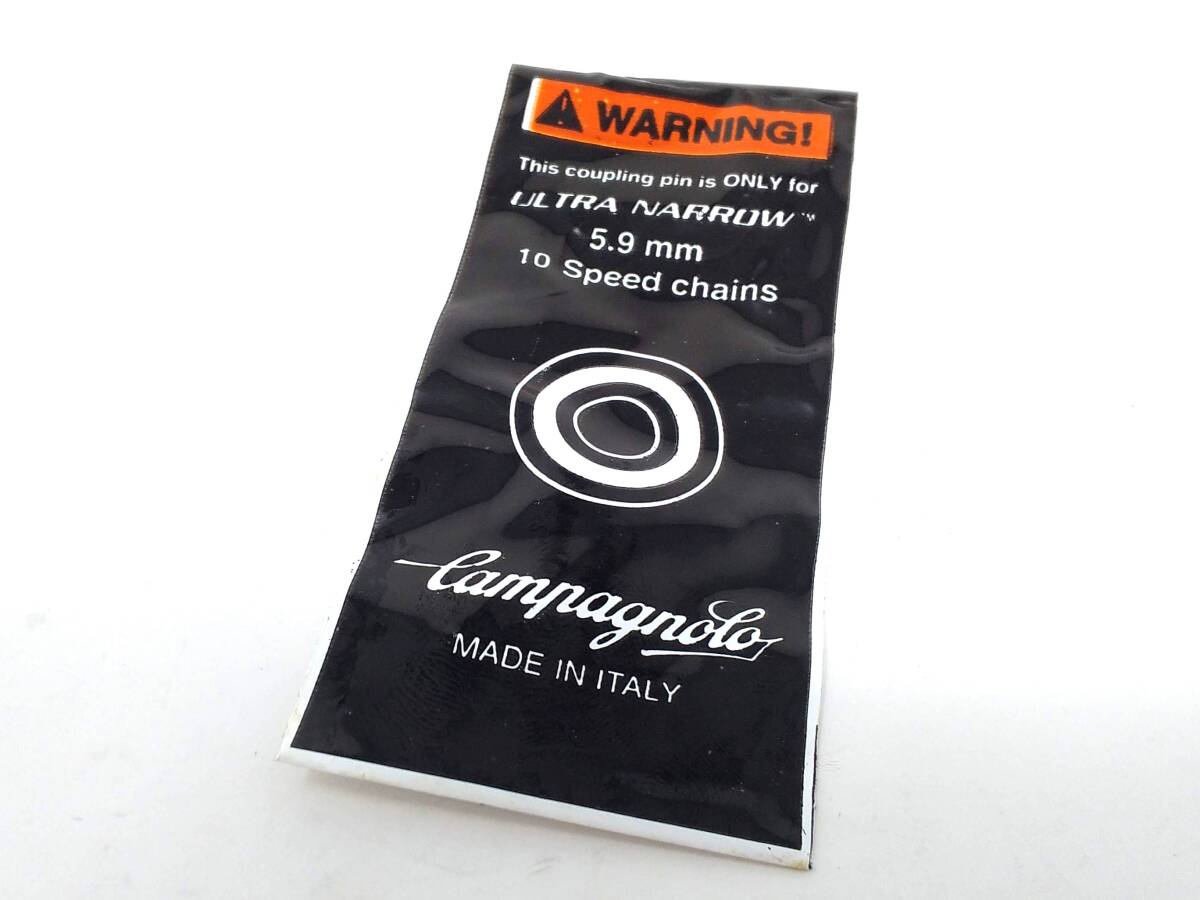 WARNING!
This coupling pin is ONLY for
ULTRA NARROW™
5.9 mm
10 Speed chains
Campagnolo
MADE IN ITALY